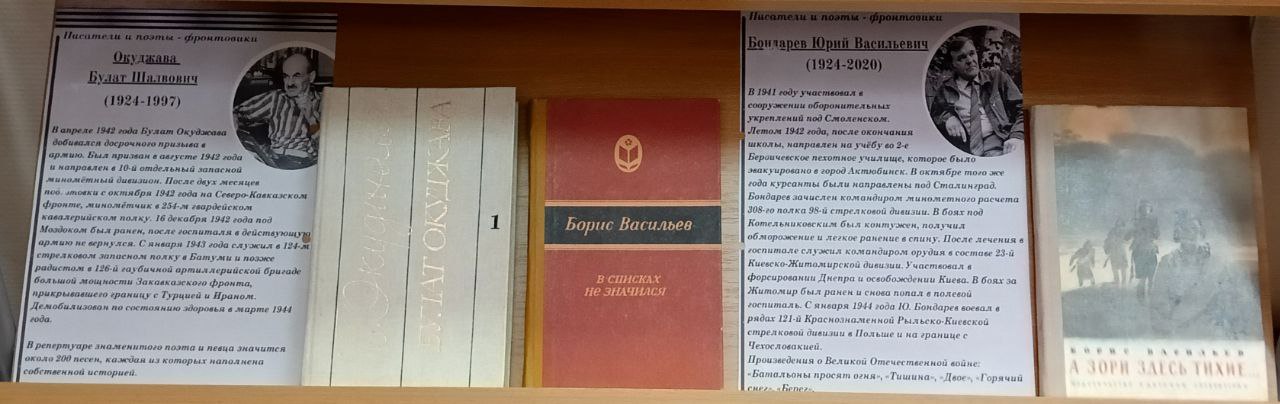 Писатели и поэты - фронтовики
Окуджава
Булат Шалвович
(1924-1997)
В апреле 1942 года Булат Окуджава
добивался досрочного призыва в
армию. Был призван в августе 1942 года
и направлен в 10-й отдельный запасной
миномётный дивизион. После двух месяцев
подготовки с октября 1942 года на Северо-Кавказском
фронте, миномётчик в 254-м гвардейском
кавалерийском полку. 16 декабря 1942 года под
Моздоком был ранен, после госпиталя в действующую
армию не вернулся. С января 1943 года служил в 124-м
стрелковом запасном полку в Батуми и позже
радистом в 126-й гаубичной артиллерийской бригаде
большой мощности Закавказского фронта,
прикрывавшего границу с Турцией и Ираном.
Демобилизован по состоянию здоровья в марте 1944
года.
В репертуаре знаменитого поэта и певца значится
около 200 песен, каждая из которых наполнена
собственной историей.
БУЛАТ ОКУДЖАВА
1
Борис Васильев
В СПИСКАХ
НЕ ЗНАЧИЛСЯ
Писатели и поэты - фронтовики
Бондарев Юрий Васильевич
(1924-2020)
В 1941 году участвовал в
сооружении оборонительных
укреплений под Смоленском.
Летом 1942 года, после окончания
школы, направлен на учёбу во 2-е
Бердичевское пехотное училище, которое было
эвакуировано в город Актюбинск. В октябре того же
года курсанты были направлены под Сталинград.
Бондарев зачислен командиром минометного расчета
308-го полка 98-й стрелковой дивизии. В боях под
Котельниковским был контужен, получил
обморожение и легкое ранение в спину. После лечения в
госпитале служил командиром орудия в составе 23-й
Киевско-Житомирской дивизии. Участвовал в
форсировании Днепра и освобождении Киева. В боях за
Житомир был ранен и снова попал в полевой
госпиталь. С января 1944 года Ю. Бондарев воевал в
рядах 121-й Краснознаменной Рыльско-Киевской
стрелковой дивизии в Польше и на границе с
Чехословакией.
Произведения о Великой Отечественной войне:
«Батальоны просят огня», «Тишина», «Двое», «Горячий
снег», «Берег».
БОРИС ВАСИЛЬЕВ
А ЗОРИ ЗДЕСЬ ТИХИЕ...